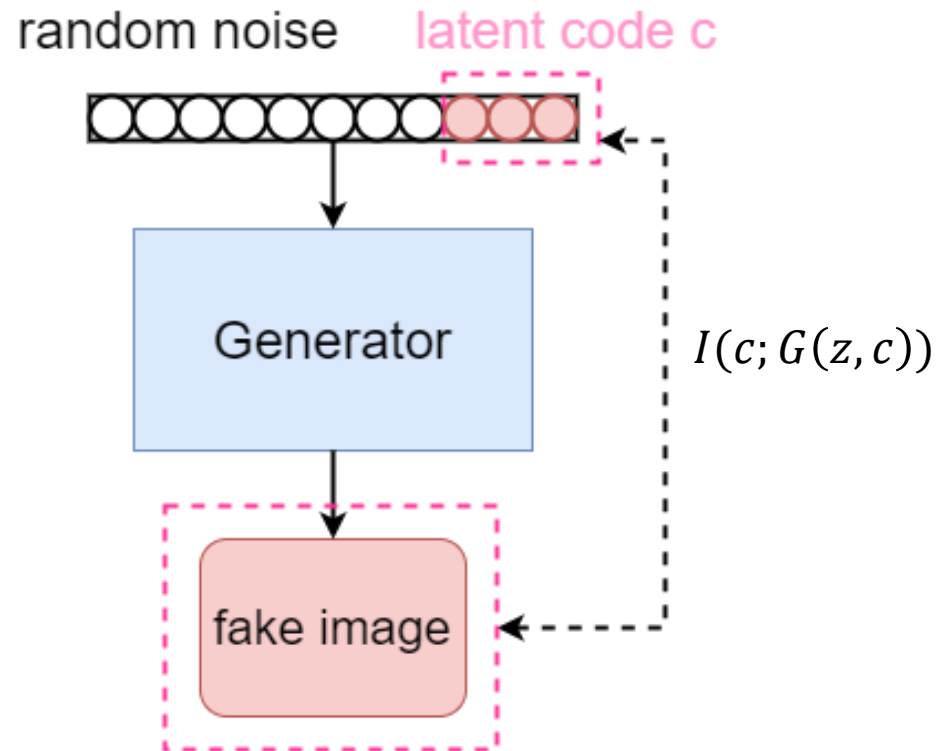 random noise latent code c
Generator
I(c; G(z, c))
fake image